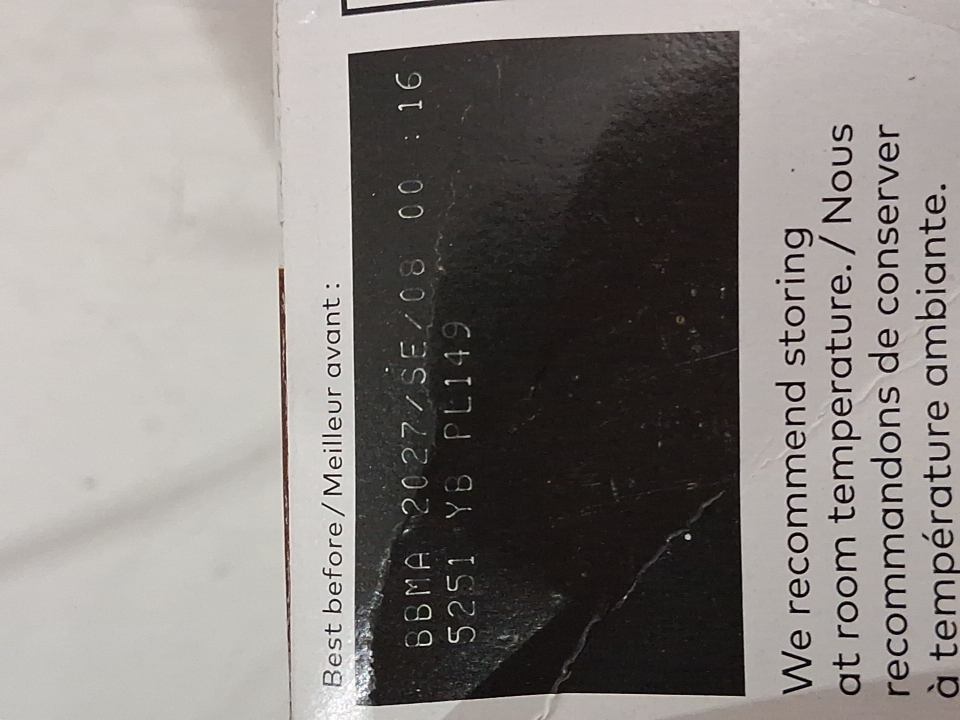 Best before/Meilleur avant:
BBMA 2027/SE/08 00 :16
5251 YB PL149
We recommend storing
at room temperature./Nous
recommandons de conserver
à température ambiante.